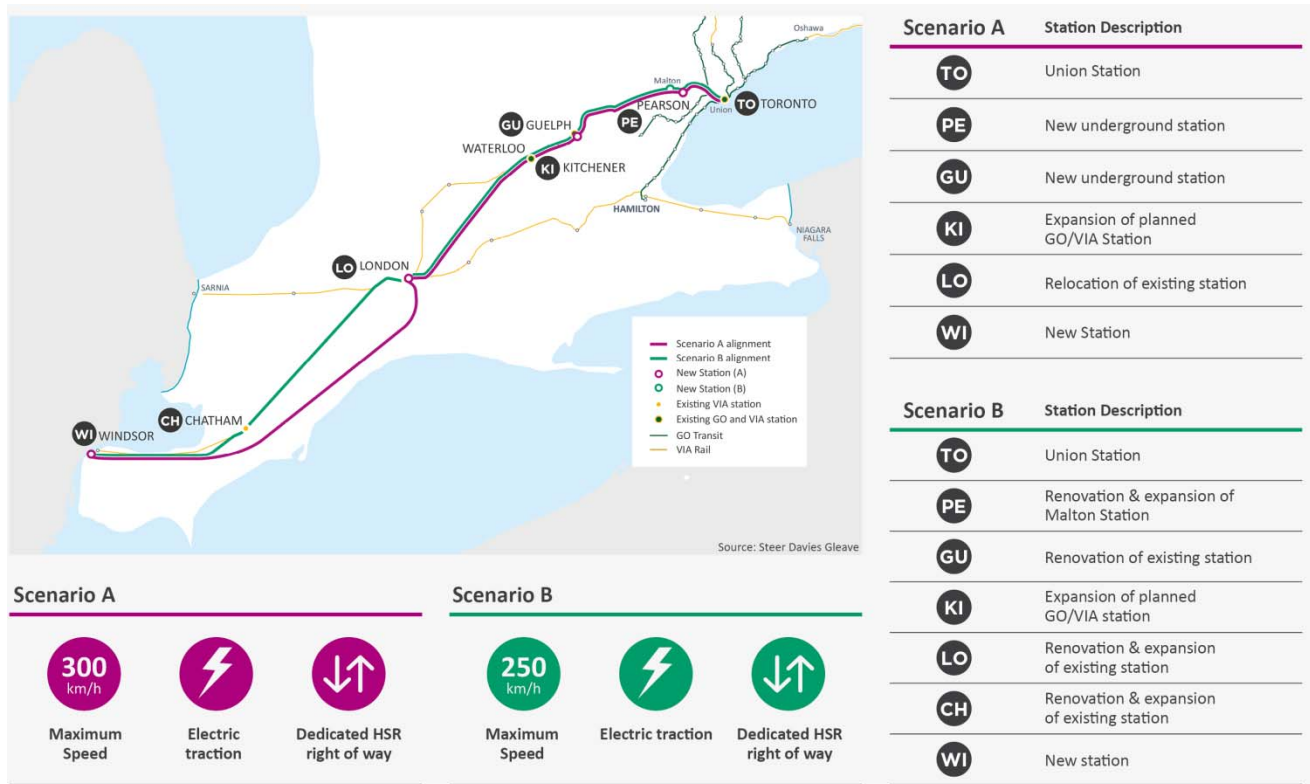 Oshawa
Malton
PEARSON
PE
Union
TO TORONTO
GU GUELPH
WATERLOO
KI KITCHENER
HAMILTON
NIAGARA
FALLS
LO LONDON
SARNIA
CH CHATHAM
WI WINDSOR
Scenario A alignment
Scenario B alignment
New Station (A)
New Station (B)
Existing VIA station
Existing GO and VIA station
GO Transit
VIA Rail
Source: Steer Davies Gleave
Scenario A
300
km/h
Maximum
Speed
Electric
traction
Dedicated HSR
right of way
Scenario B
250
km/h
Maximum
Speed
Electric traction
Dedicated HSR
right of way
Scenario A Station Description
TO Union Station
PE New underground station
GU New underground station
KI Expansion of planned
GO/VIA Station
LO Relocation of existing station
WI New Station
Scenario B Station Description
TO Union Station
PE Renovation & expansion of
Malton Station
GU Renovation of existing station
KI Expansion of planned
GO/VIA station
LO Renovation & expansion
of existing station
CH Renovation & expansion
of existing station
WI New station